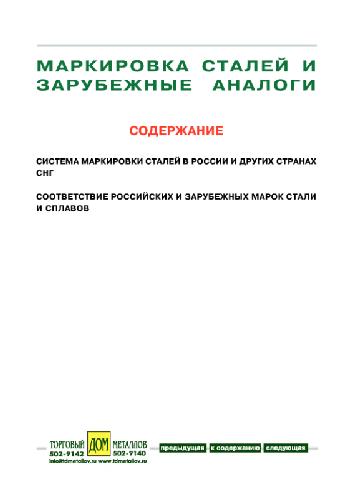 МАРКИРОВКА СТАЛЕЙ И
ЗАРУБЕЖНЫЕ АНАЛОГИ
СОДЕРЖАНИЕ
СИСТЕМА МАРКИРОВКИ СТАЛЕЙ В РОССИИ И ДРУГИХ СТРАНАХ
СНГ
СООТВЕТСТВИЕ РОССИЙСКИХ И ЗАРУБЕЖНЫХ МАРОК СТАЛИ
И СПЛАВОВ
ТОРГОВЫЙ ДОМ МЕТАЛЛОВ
502-9142 502-9140
info@tdmetallov.ru www.tdmetallov.ru
предыдущая к содержанию следующая